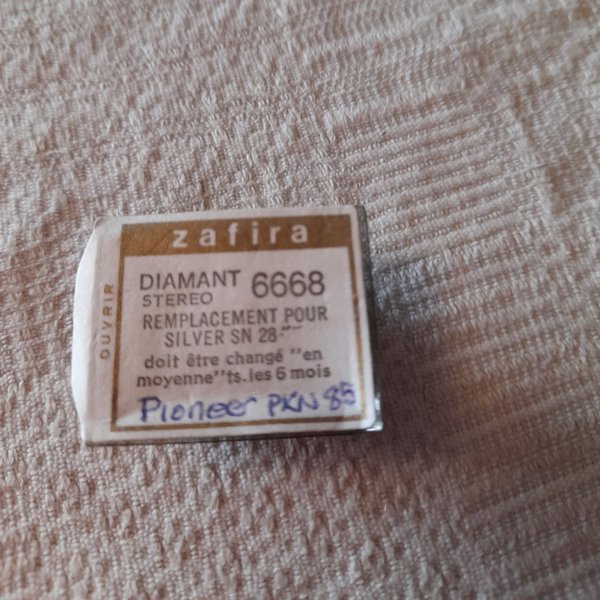 zafira
OUVRIR
DIAMANT 6668
STEREO
REMPLACEMENT POUR
SILVER SN 28
doit être changé "en
moyenne" ts. les 6 mois
Pioneer PKN 85